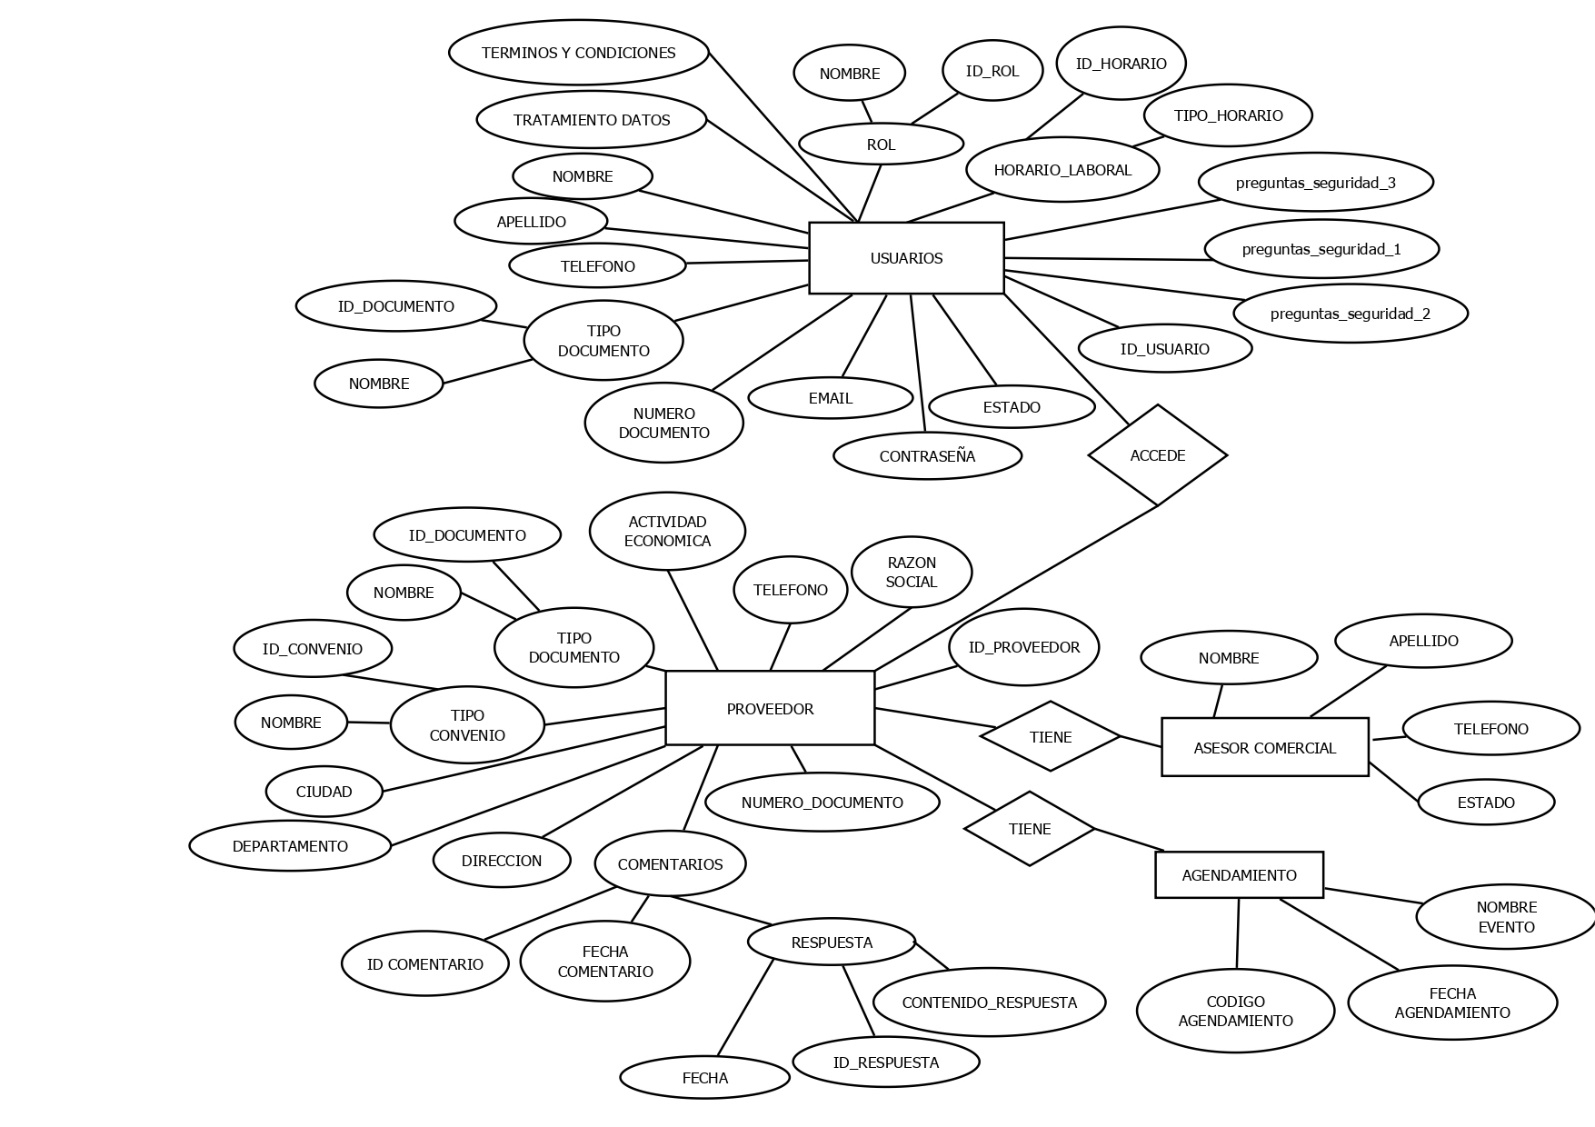 TERMINOS Y CONDICIONES
NOMBRE
ID_ROL
ID_HORARIO
TRATAMIENTO DATOS
TIPO_HORARIO
ROL
HORARIO_LABORAL
NOMBRE
preguntas_seguridad_3
APELLIDO
preguntas_seguridad_1
USUARIOS
TELEFONO
ID_DOCUMENTO
preguntas_seguridad_2
TIPO
DOCUMENTO
ID_USUARIO
NOMBRE
EMAIL
ESTADO
NUMERO
DOCUMENTO
CONTRASEÑA
ACCEDE
ACTIVIDAD
ECONOMICA
ID_DOCUMENTO
RAZON
SOCIAL
TELEFONO
NOMBRE
TIPO
DOCUMENTO
ID_CONVENIO
ID_PROVEEDOR
NOMBRE
APELLIDO
PROVEEDOR
NOMBRE
TIPO
CONVENIO
TIENE
ASESOR COMERCIAL
TELEFONO
CIUDAD
NUMERO_DOCUMENTO
ESTADO
TIENE
DEPARTAMENTO
DIRECCION
COMENTARIOS
AGENDAMIENTO
NOMBRE
EVENTO
RESPUESTA
ID COMENTARIO
FECHA
COMENTARIO
CONTENIDO_RESPUESTA
CODIGO
AGENDAMIENTO
FECHA
AGENDAMIENTO
ID_RESPUESTA
FECHA